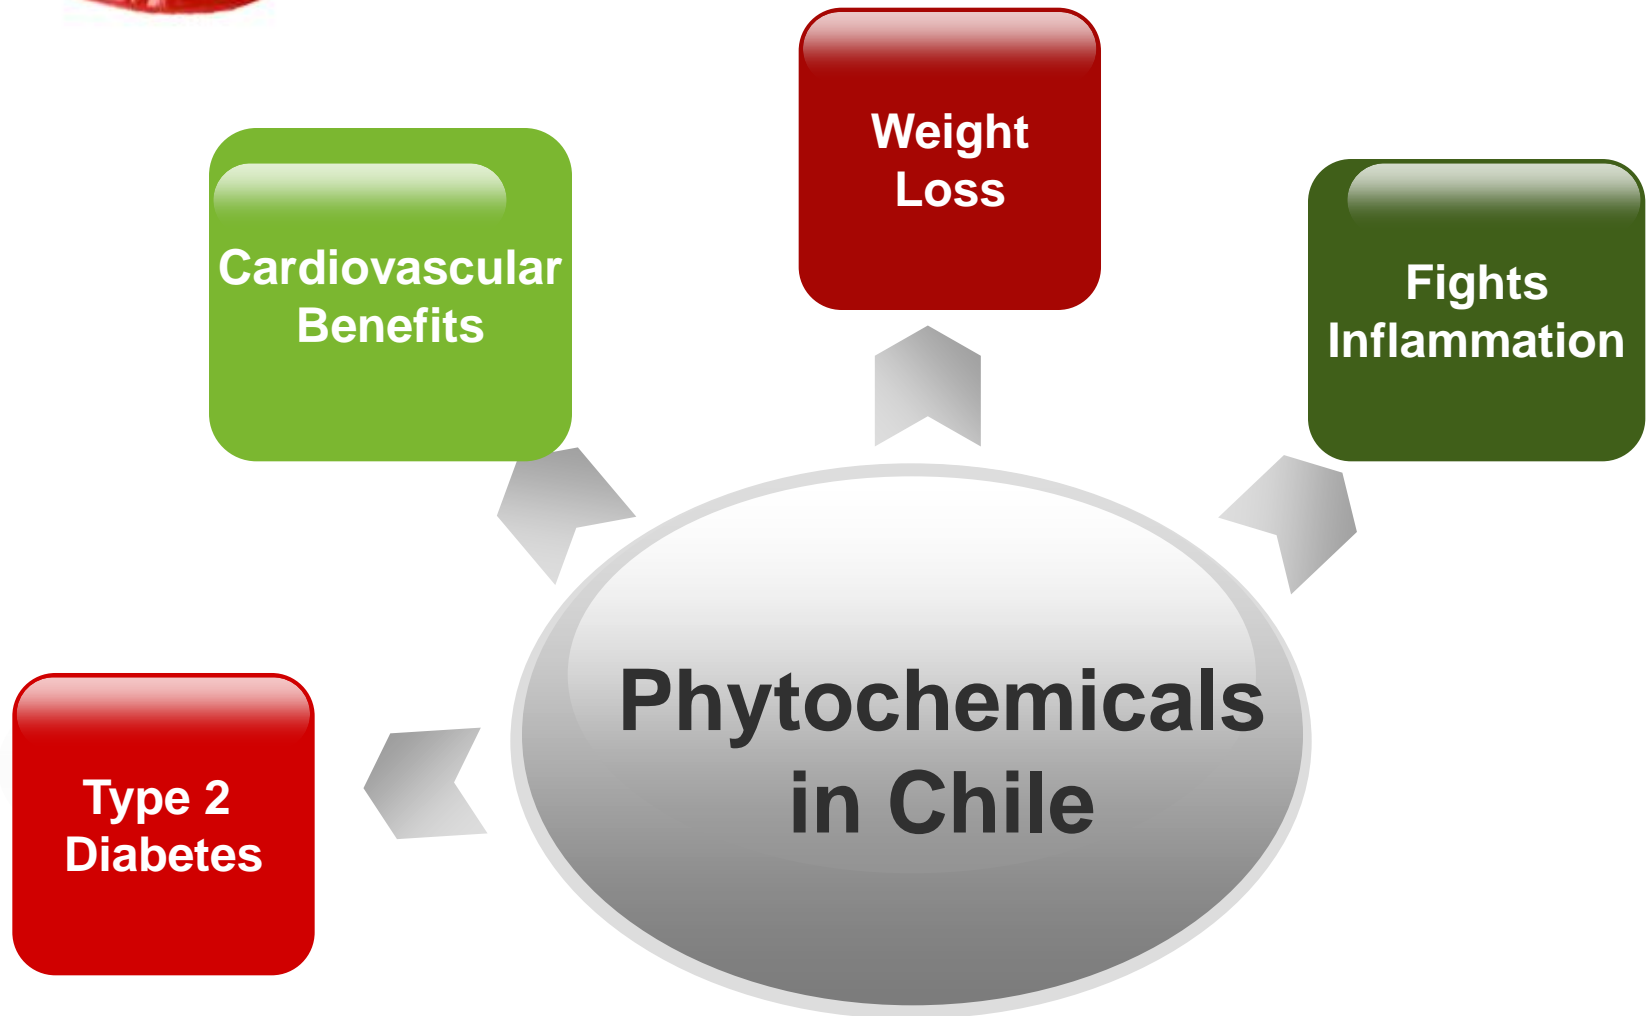 Weight
Loss
Cardiovascular
Benefits
Fights
Inflammation
Phytochemicals
in Chile
Type 2
Diabetes